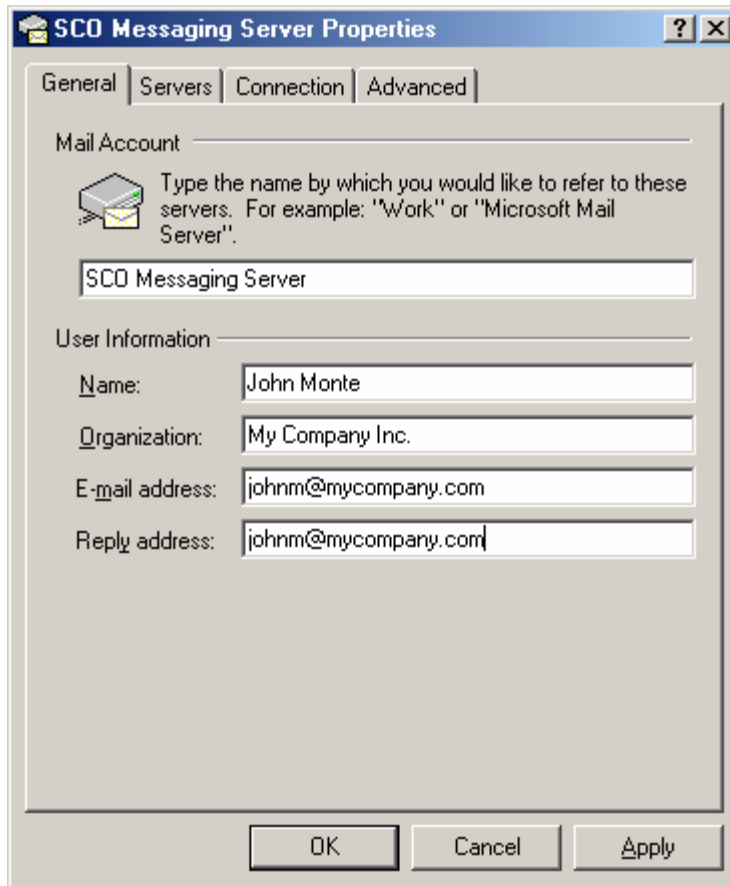 SCO Messaging Server Properties
General Servers Connection Advanced
Mail Account
Type the name by which you would like to refer to these
servers. For example: "Work" or "Microsoft Mail
Server".
SCO Messaging Server
User Information
Name: John Monte
Organization: My Company Inc.
E-mail address: johnm@mycompany.com
Reply address: johnm@mycompany.com
OK Cancel Apply